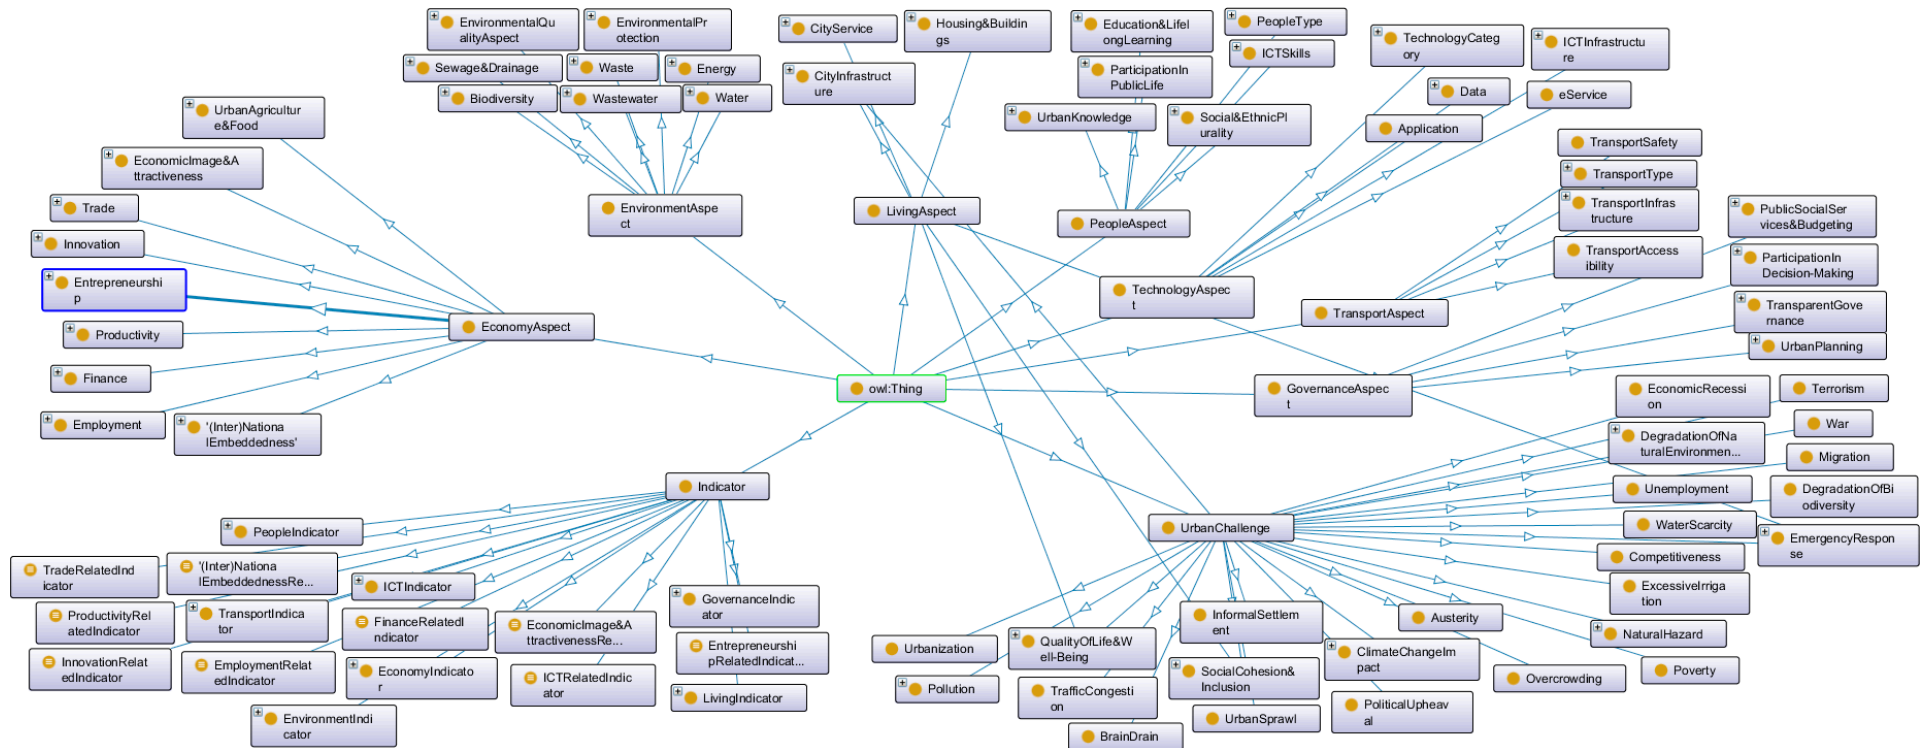 EnvironmentalQu
alityAspect
EnvironmentalPr
otection
Sewage&Drainage
Waste
Energy
Biodiversity
Wastewater
Water
CityService
Housing&Buildin
gs
CityInfrastruct
ure
Education&Lifel
ongLearning
PeopleType
ICTSkills
ParticipationIn
PublicLife
UrbanKnowledge
Social&EthnicPl
urality
TechnologyCateg
ory
ICTInfrastructu
re
Data
eService
Application
TransportSafety
TransportType
TransportInfras
tructure
TransportAccess
ibility
PublicSocialSer
vices&Budgeting
ParticipationIn
Decision-Making
TransparentGove
rnance
UrbanPlanning
UrbanAgricultur
e&Food
EconomicImage&A
ttractiveness
Trade
Innovation
Entrepreneurshi
p
Productivity
Finance
Employment
'(Inter)Nationa
lEmbeddedness'
EnvironmentAspe
ct
LivingAspect
PeopleAspect
TechnologyAspec
t
TransportAspect
EconomyAspect
owl:Thing
GovernanceAspec
t
EconomicRecessi
on
Terrorism
War
DegradationOfNa
turalEnvironmen...
Migration
Unemployment
DegradationOfBi
odiversity
WaterScarcity
EmergencyRespon
se
Competitiveness
ExcessiveIrriga
tion
NaturalHazard
Poverty
Indicator
UrbanChallenge
PeopleIndicator
TradeRelatedInd
icator
'(Inter)Nationa
lEmbeddednessRe...
ICTIndicator
ProductivityRel
atedIndicator
TransportIndica
tor
FinanceRelatedI
ndicator
EconomicImage&A
ttractivenessRe...
GovernanceIndic
ator
Entrepreneurshi
pRelatedIndicat...
InnovationRelat
edIndicator
EmploymentRelat
edIndicator
EconomyIndicato
r
ICTRelatedIndic
ator
LivingIndicator
EnvironmentIndi
cator
Urbanization
QualityOfLife&W
ell-Being
InformalSettlem
ent
Austerity
Pollution
TrafficCongesti
on
SocialCohesion&
Inclusion
ClimateChangeIm
pact
Overcrowding
BrainDrain
UrbanSprawl
PoliticalUpheav
al